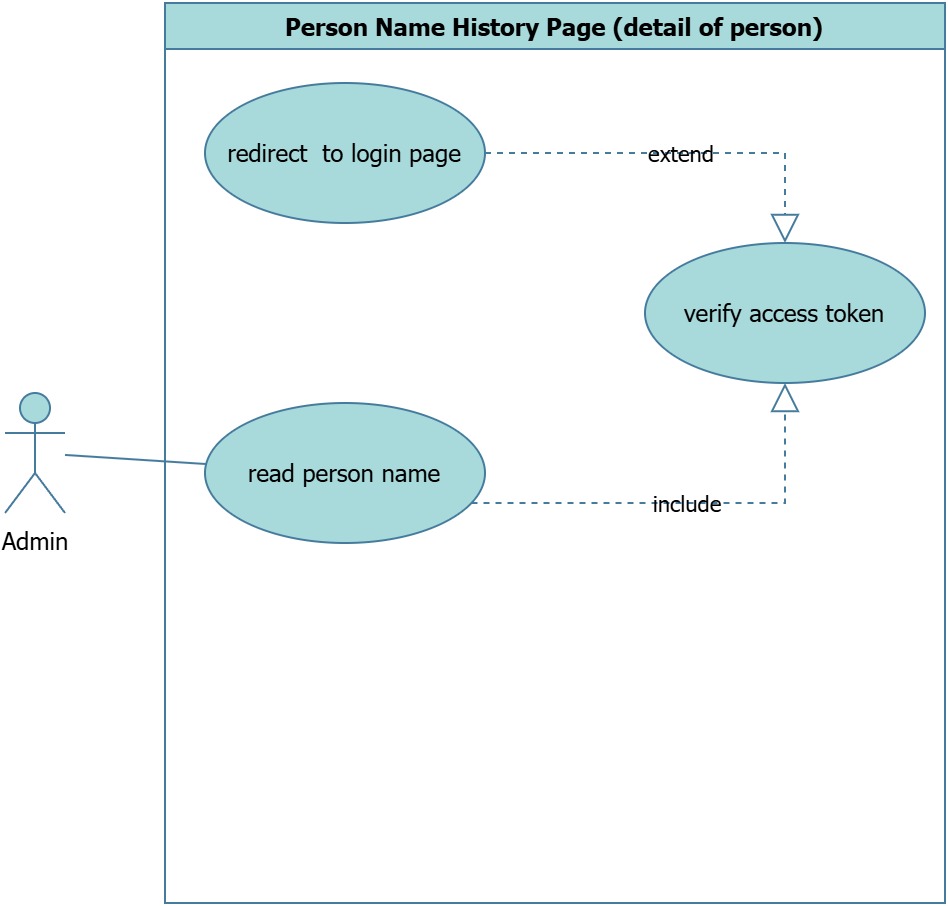 Person Name History Page (detail of person)
redirect  to login page
extend
verify access token
read person name
include
Admin